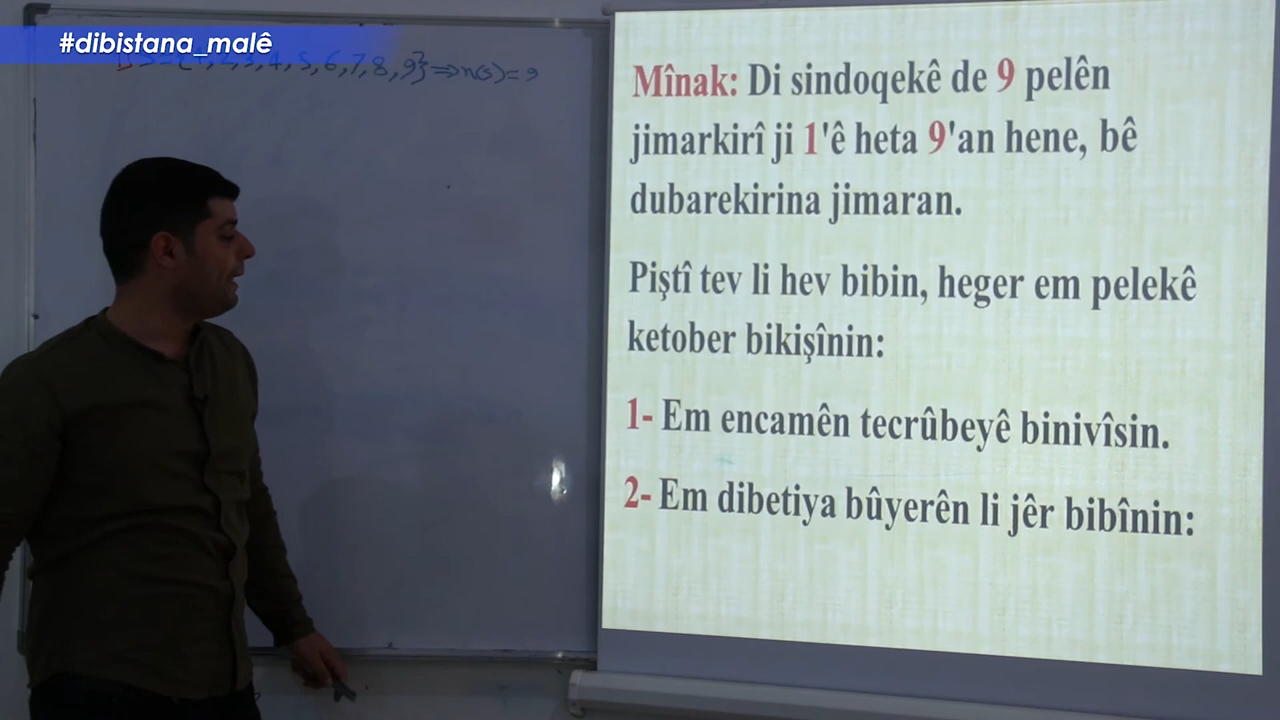 #dibistana_malê
1) S = {1, 2, 3, 4, 5, 6, 7, 8, 9} ⇒ n(s) = 9
Mînak: Di sindoqekê de 9 pelên
jimarkirî ji 1'ê heta 9'an hene, bê
dubarekirina jimaran.
Piştî tev li hev bibin, heger em pelekê
ketober bikişînin:
1- Em encamên tecrûbeyê binivîsin.
2- Em dibetiya bûyerên li jêr bibînin: